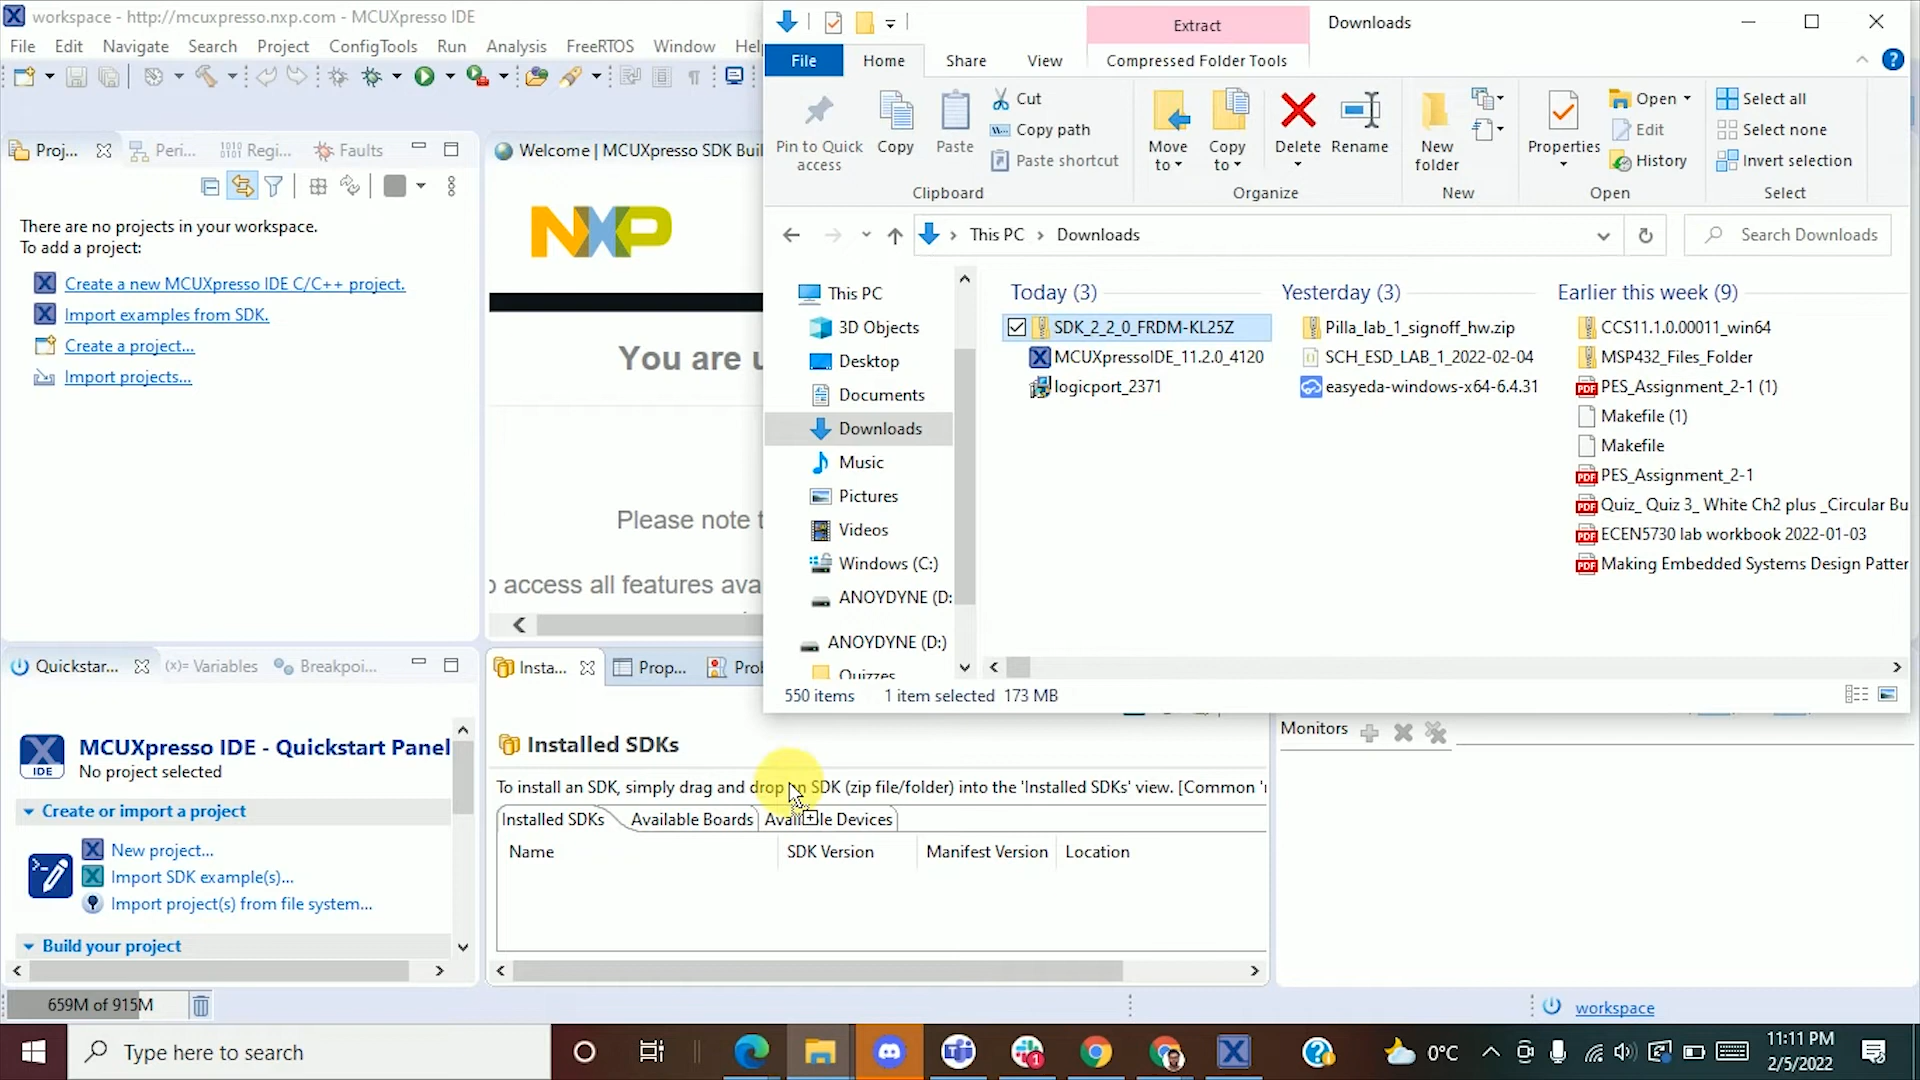 workspace - http://mcuxpresso.nxp.com - MCUXpresso IDE
File Edit Navigate Search Project ConfigTools Run Analysis FreeRTOS Window Hel
Proj... Peri... Regi... Faults
There are no projects in your workspace.
To add a project:
Create a new MCUXpresso IDE C/C++ project.
Import examples from SDK.
Create a project...
Import projects...
Welcome | MCUXpresso SDK Buil
NXP
You are u
Please note t
o access all features ava
Extract
Downloads
File Home Share View Compressed Folder Tools
Pin to Quick access
Copy
Paste
Cut
Copy path
Paste shortcut
Clipboard
Move to
Copy to
Delete
Rename
Organize
New folder
New
Properties
Open
Edit
History
Open
Select all
Select none
Invert selection
Select
This PC > Downloads
Search Downloads
This PC
3D Objects
Desktop
Documents
Downloads
Music
Pictures
Videos
Windows (C:)
ANOYDYNE (D:
ANOYDYNE (D:)
Quizzes
Today (3)
SDK_2_2_0_FRDM-KL25Z
MCUXpressoIDE_11.2.0_4120
logicport_2371
Yesterday (3)
Pilla_lab_1_signoff_hw.zip
SCH_ESD_LAB_1_2022-02-04
easyeda-windows-x64-6.4.31
Earlier this week (9)
CCS11.1.0.00011_win64
MSP432_Files_Folder
PES_Assignment_2-1 (1)
Makefile (1)
Makefile
PES_Assignment_2-1
Quiz_ Quiz 3_ White Ch2 plus _Circular Bu
ECEN5730 lab workbook 2022-01-03
Making Embedded Systems Design Patter
550 items 1 item selected 173 MB
Quickstar... (x)= Variables Breakpoi...
MCUXpresso IDE - Quickstart Panel
IDE
No project selected
Create or import a project
New project...
Import SDK example(s)...
Import project(s) from file system...
Build your project
Insta... Prop... Prob
Installed SDKs
To install an SDK, simply drag and drop an SDK (zip file/folder) into the 'Installed SDKs' view. [Common '
Installed SDKs Available Boards Available Devices
Name SDK Version Manifest Version Location
Monitors
659M of 915M
workspace
Type here to search
0°C
11:11 PM
2/5/2022